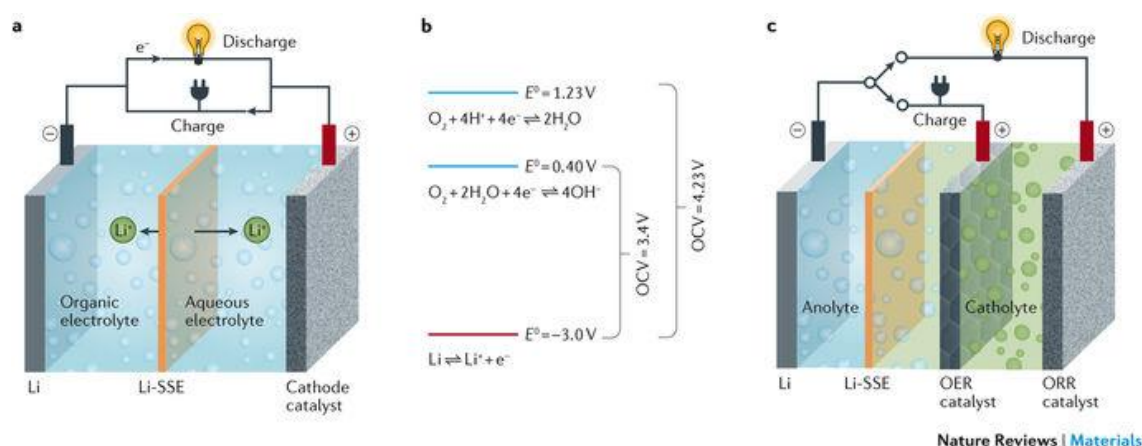 a
e⁻
Discharge
Charge
−
+
Li⁺
Li⁺
Organic
electrolyte
Aqueous
electrolyte
Li
Li-SSE
Cathode
catalyst
b
E⁰=1.23 V
O₂+4H⁺+4e⁻⇌2H₂O
E⁰=0.40 V
O₂+2H₂O+4e⁻⇌4OH⁻
OCV=3.4 V
OCV=4.23 V
E⁰=−3.0 V
Li⇌Li⁺+e⁻
c
Discharge
Charge
−
+
+
Anolyte
Catholyte
Li
Li-SSE
OER
catalyst
ORR
catalyst
Nature Reviews | Materials